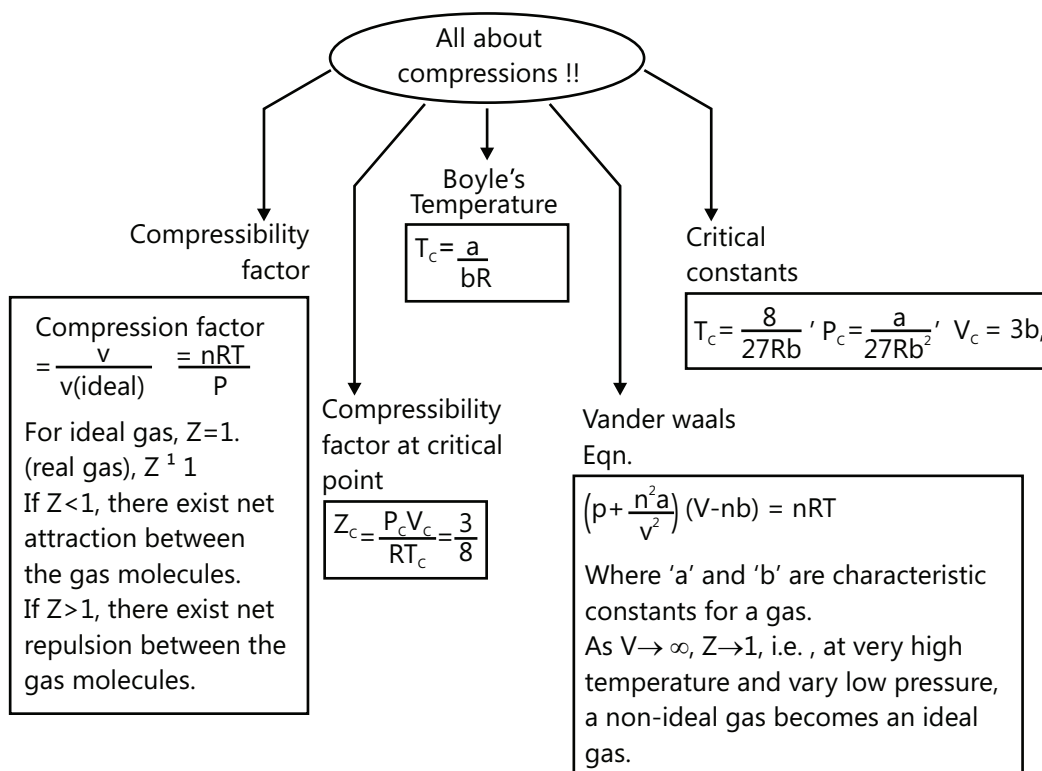 All about
compressions !!
Compressibility
factor
Compression factor
= v/v(ideal) = nRT/P
For ideal gas, Z=1.
(real gas), Z ¹ 1
If Z<1, there exist net
attraction between
the gas molecules.
If Z>1, there exist net
repulsion between the
gas molecules.
Compressibility
factor at critical
point
Z_c = P_cV_c/RT_c = 3/8
Boyle’s
Temperature
T_c = a/bR
Vander waals
Eqn.
(p+ n²a/v²) (V-nb) = nRT
Where ‘a’ and ‘b’ are characteristic
constants for a gas.
As V→ ∞, Z→1, i.e. , at very high
temperature and vary low pressure,
a non-ideal gas becomes an ideal
gas.
Critical
constants
T_c = 8/27Rb ′ P_c = a/27Rb² ′ V_c = 3b,